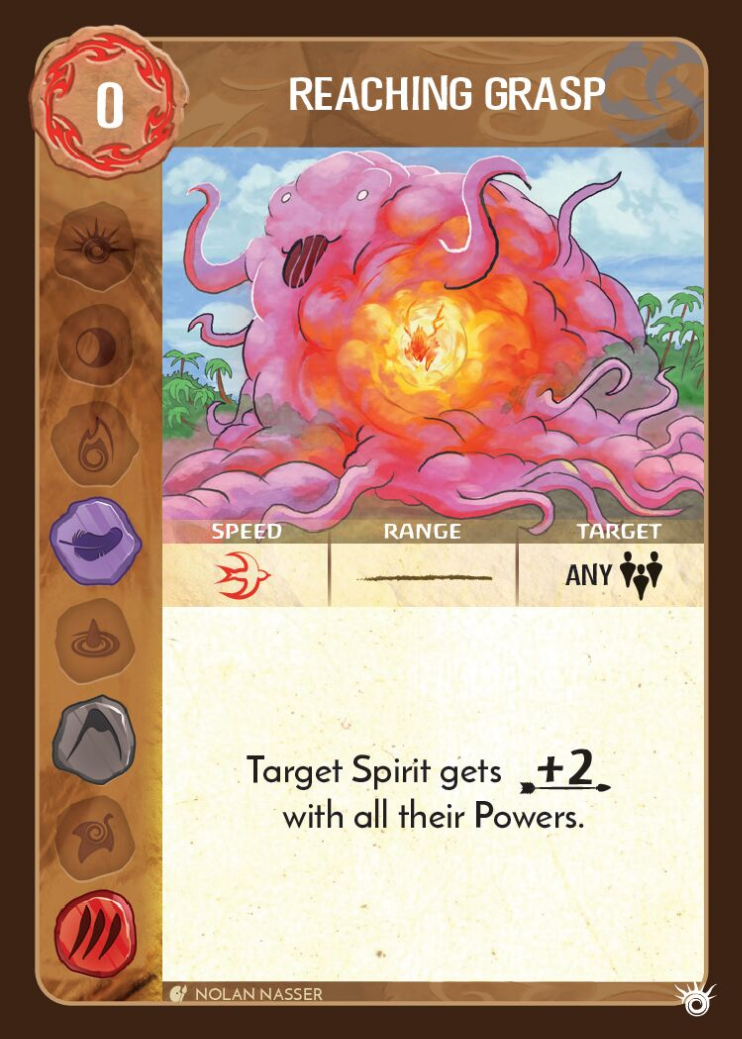 0
REACHING GRASP
SPEED
RANGE
TARGET
ANY
Target Spirit gets +2
with all their Powers.
NOLAN NASSER